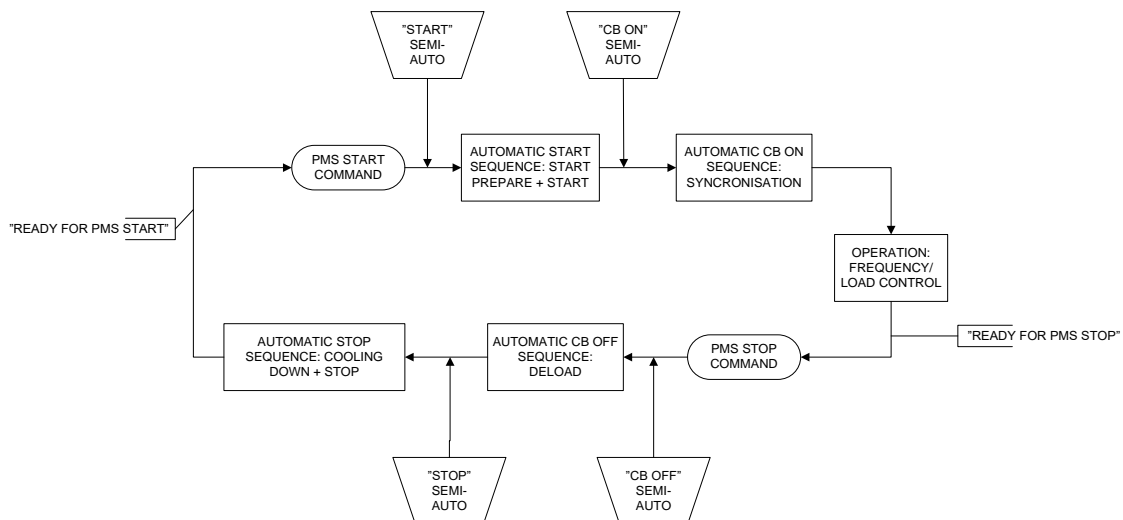 "START"
SEMI-
AUTO
"CB ON"
SEMI-
AUTO
PMS START
COMMAND
AUTOMATIC START
SEQUENCE: START
PREPARE + START
AUTOMATIC CB ON
SEQUENCE:
SYNCRONISATION
"READY FOR PMS START"
OPERATION:
FREQUENCY/
LOAD CONTROL
"READY FOR PMS STOP"
AUTOMATIC STOP
SEQUENCE: COOLING
DOWN + STOP
AUTOMATIC CB OFF
SEQUENCE:
DELOAD
PMS STOP
COMMAND
"STOP"
SEMI-
AUTO
"CB OFF"
SEMI-
AUTO